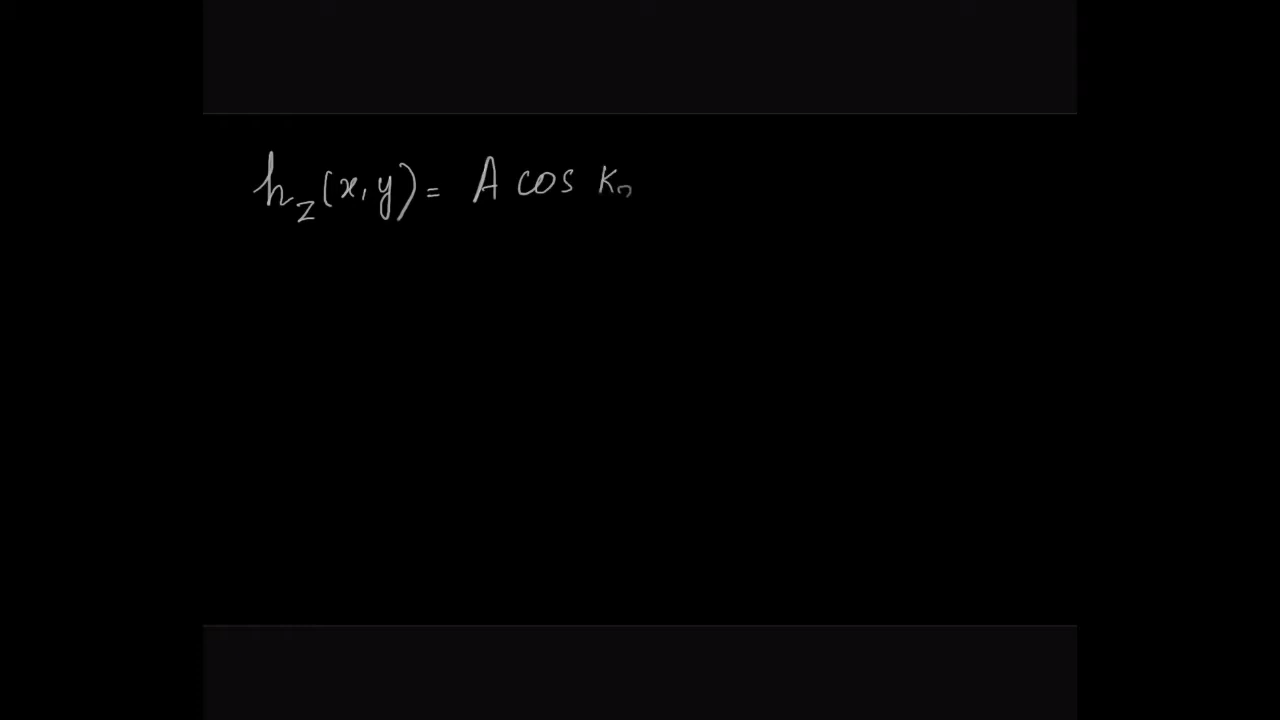 h_z(x,y) = A cos k